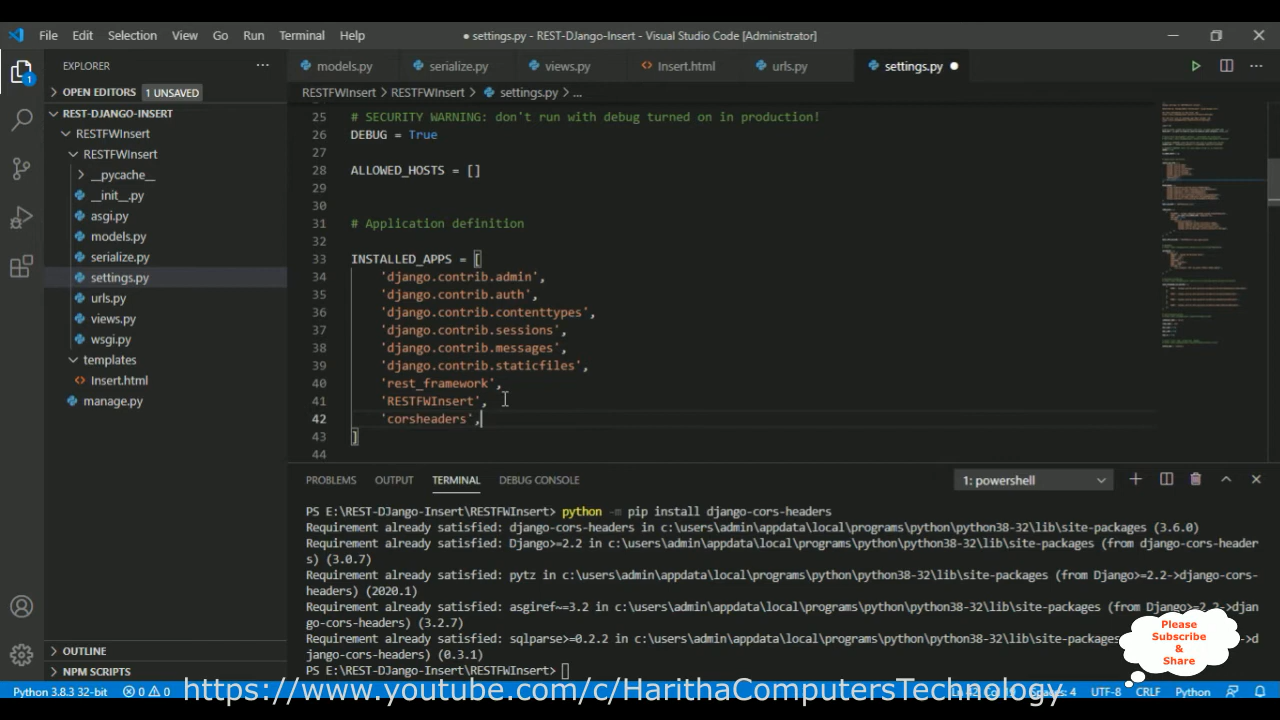 File Edit Selection View Go Run Terminal Help
● settings.py - REST-DJango-Insert - Visual Studio Code [Administrator]
EXPLORER
OPEN EDITORS 1 UNSAVED
REST-DJANGO-INSERT
RESTFWInsert
RESTFWInsert
__pycache__
__init__.py
asgi.py
models.py
serialize.py
settings.py
urls.py
views.py
wsgi.py
templates
Insert.html
manage.py
OUTLINE
NPM SCRIPTS
models.py serialize.py views.py Insert.html urls.py settings.py
RESTFWInsert > RESTFWInsert > settings.py > ...
25 # SECURITY WARNING: don't run with debug turned on in production!
26 DEBUG = True
27
28 ALLOWED_HOSTS = []
29
30
31 # Application definition
32
33 INSTALLED_APPS = [
34 'django.contrib.admin',
35 'django.contrib.auth',
36 'django.contrib.contenttypes',
37 'django.contrib.sessions',
38 'django.contrib.messages',
39 'django.contrib.staticfiles',
40 'rest_framework',
41 'RESTFWInsert',
42 'corsheaders',
43 ]
44
PROBLEMS OUTPUT TERMINAL DEBUG CONSOLE 1: powershell
PS E:\REST-DJango-Insert\RESTFWInsert> python -m pip install django-cors-headers
Requirement already satisfied: django-cors-headers in c:\users\admin\appdata\local\programs\python\python38-32\lib\site-packages (3.6.0)
Requirement already satisfied: Django>=2.2 in c:\users\admin\appdata\local\programs\python\python38-32\lib\site-packages (from django-cors-header
s) (3.0.7)
Requirement already satisfied: pytz in c:\users\admin\appdata\local\programs\python\python38-32\lib\site-packages (from Django>=2.2->django-cors-
headers) (2020.1)
Requirement already satisfied: asgiref~=3.2 in c:\users\admin\appdata\local\programs\python\python38-32\lib\site-packages (from Django>=2.2->djan
go-cors-headers) (3.2.7)
Requirement already satisfied: sqlparse>=0.2.2 in c:\users\admin\appdata\local\programs\python\python38-32\lib\site-packages
jango-cors-headers) (0.3.1)
PS E:\REST-DJango-Insert\RESTFWInsert>
Please
Subscribe
&
Share
Python 3.8.3 32-bit 0 0 Spaces: 4 UTF-8 CRLF Python
https://www.youtube.com/c/HarithaComputersTechnology